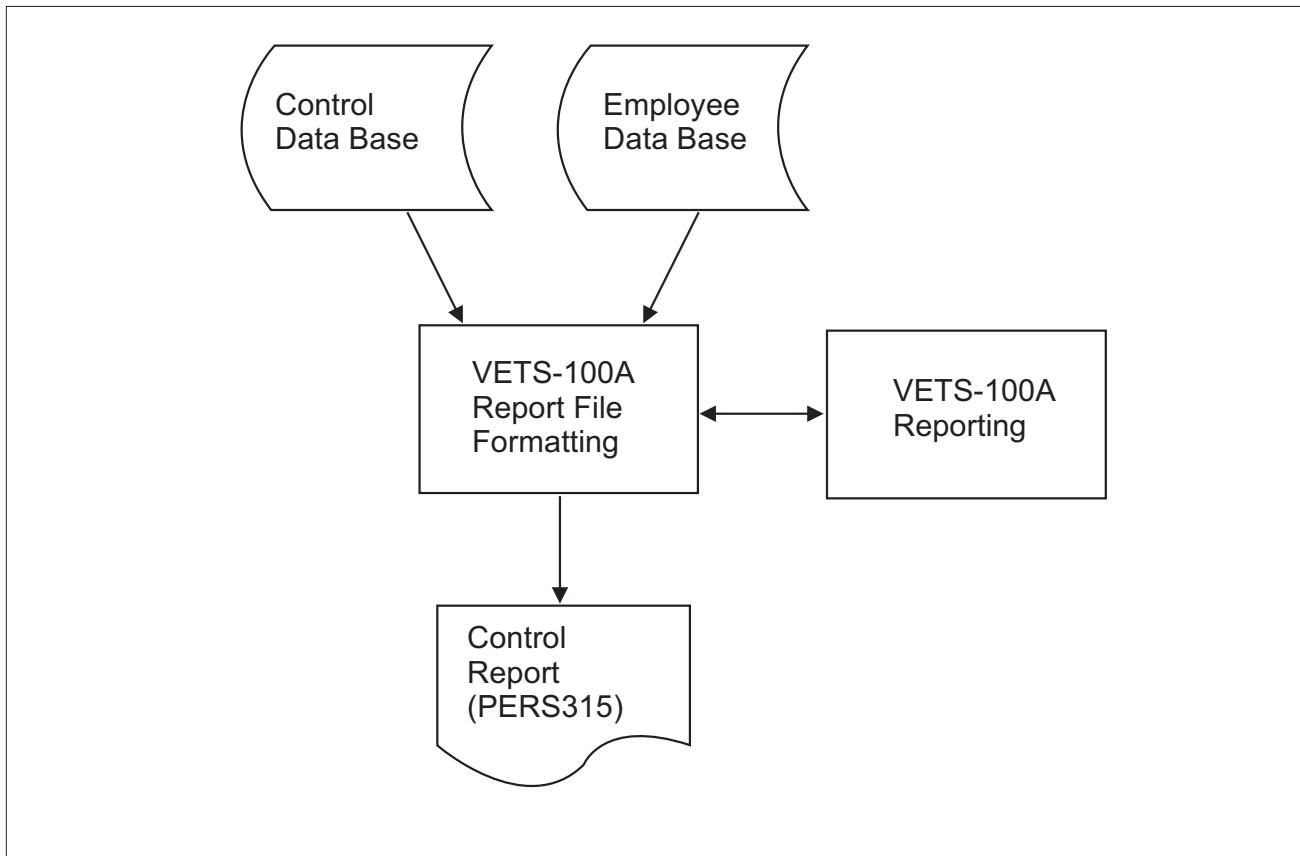 Control
Data Base
Employee
Data Base
VETS-100A
Report File
Formatting
VETS-100A
Reporting
Control
Report
(PERS315)